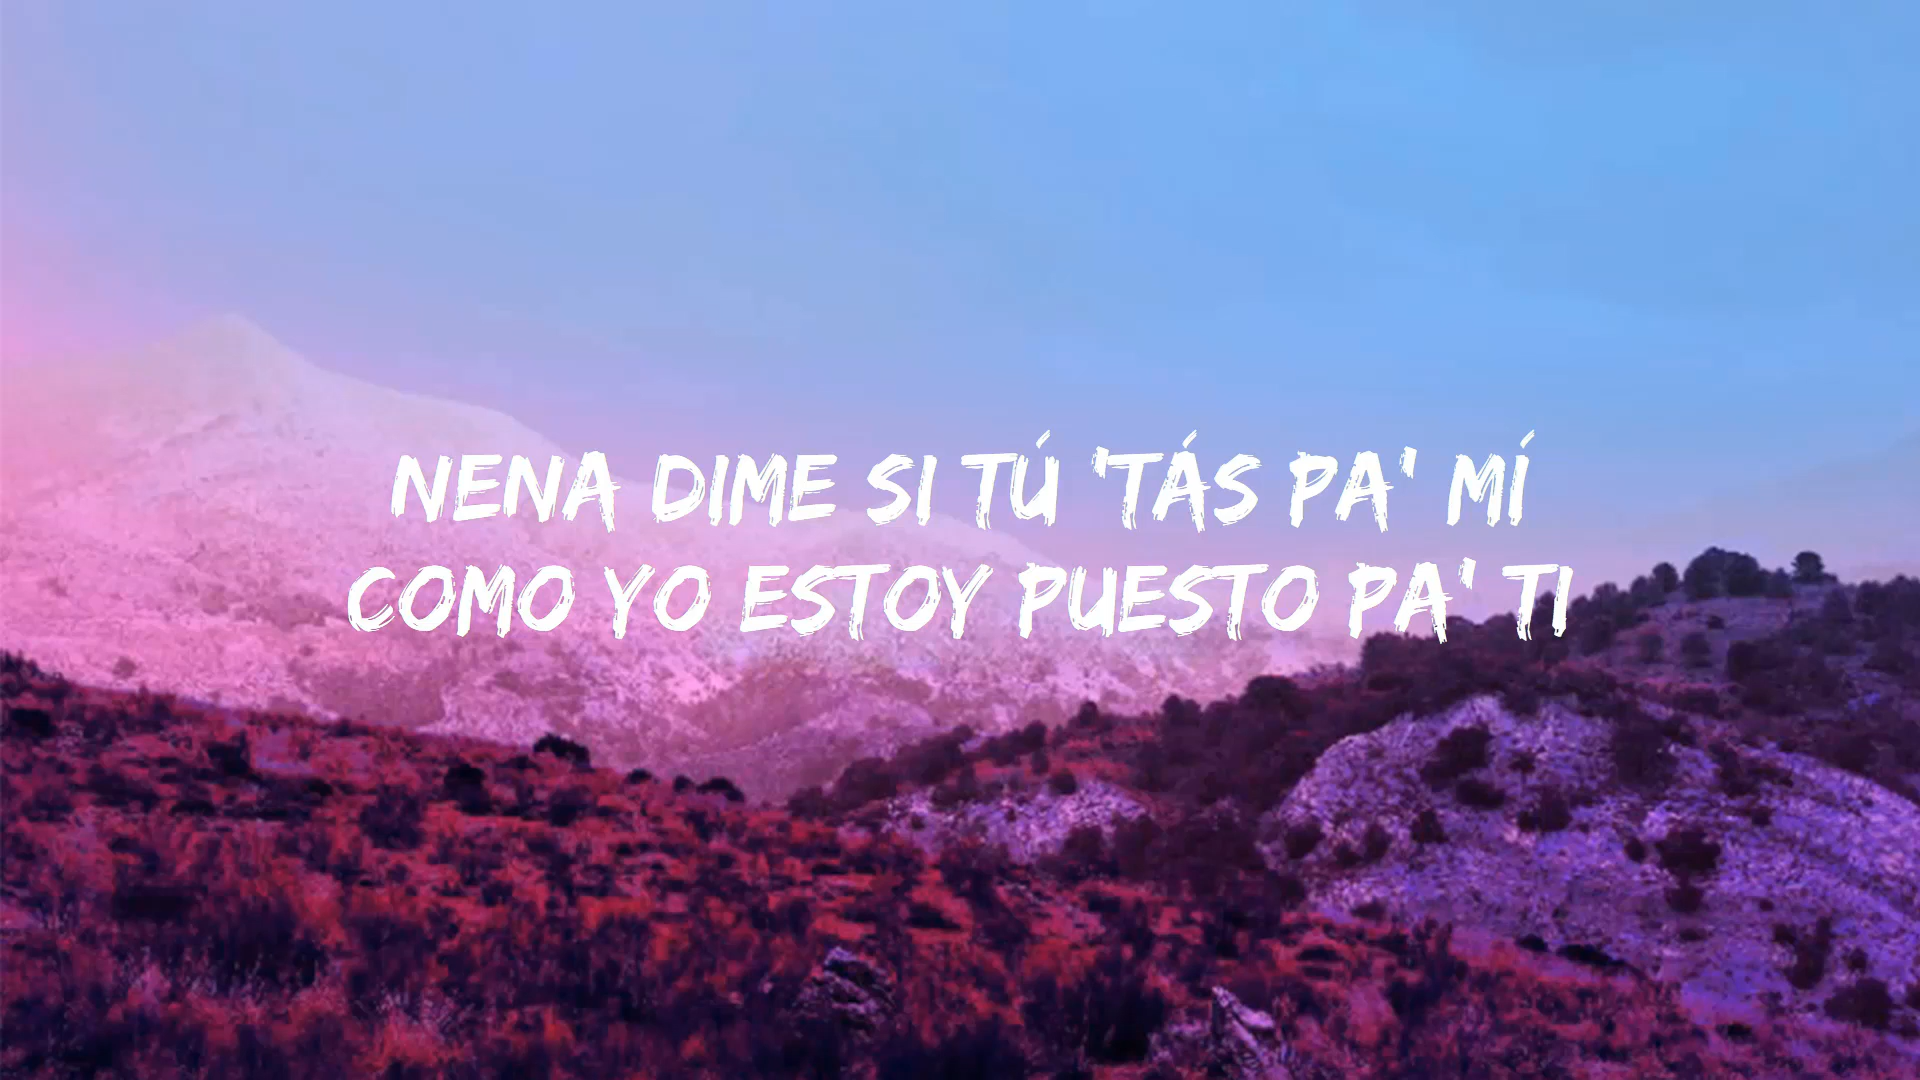 NENA DIME SI TÚ 'TÁS PA' MÍ
COMO YO ESTOY PUESTO PA' TI